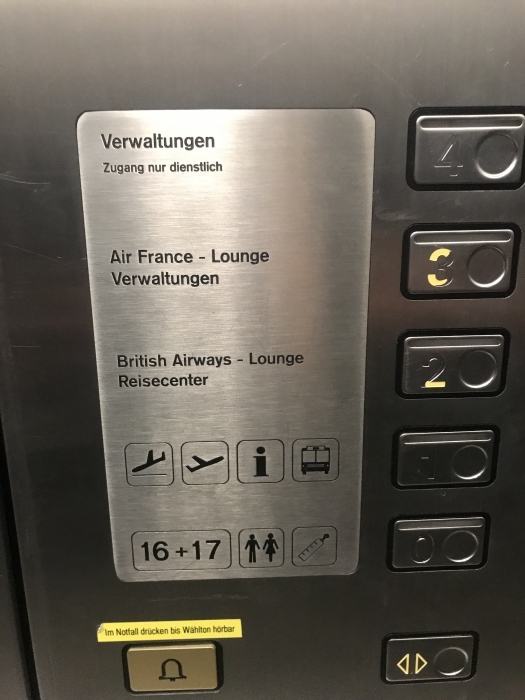 Verwaltungen
Zugang nur dienstlich
4
Air France - Lounge
Verwaltungen
3
British Airways - Lounge
Reisecenter
2
1
16+17
0
Im Notfall drücken bis Wählton hörbar